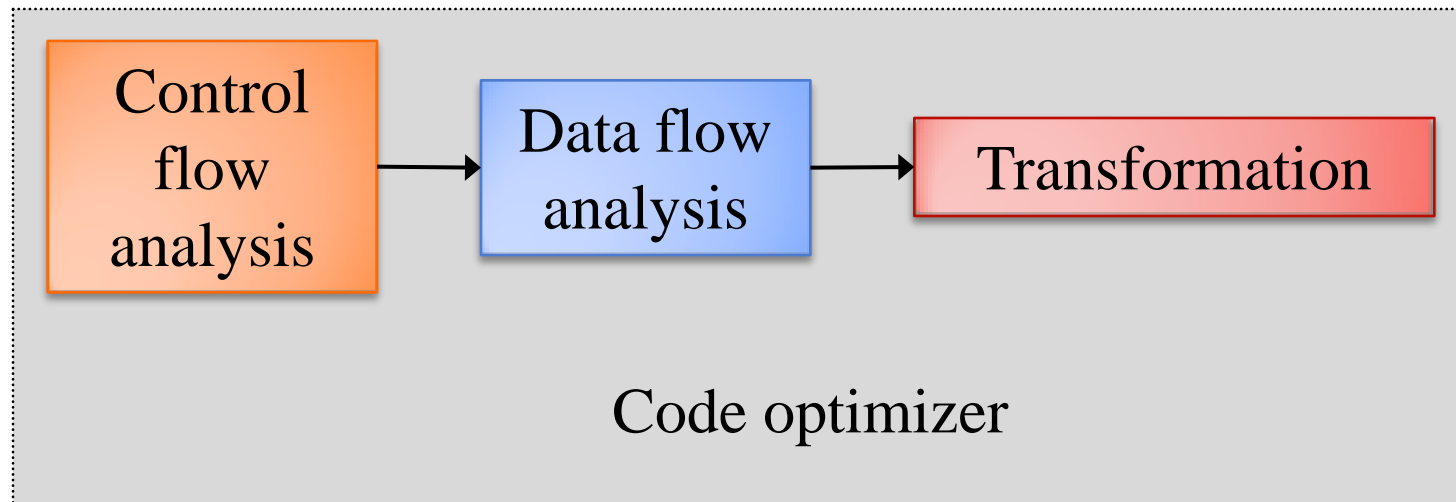 Control
flow
analysis
Data flow
analysis
Transformation
Code optimizer